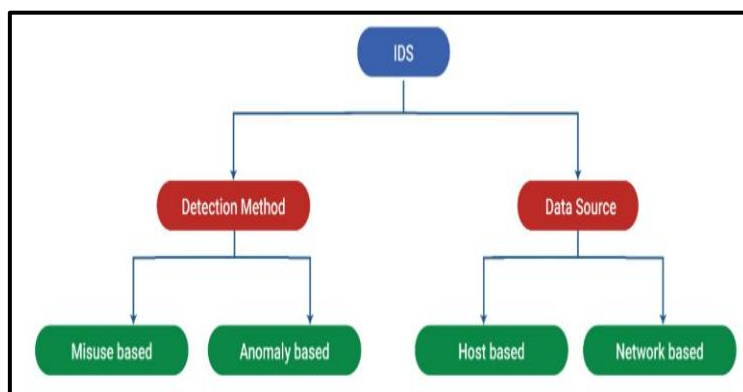 IDS
Detection Method
Data Source
Misuse based
Anomaly based
Host based
Network based